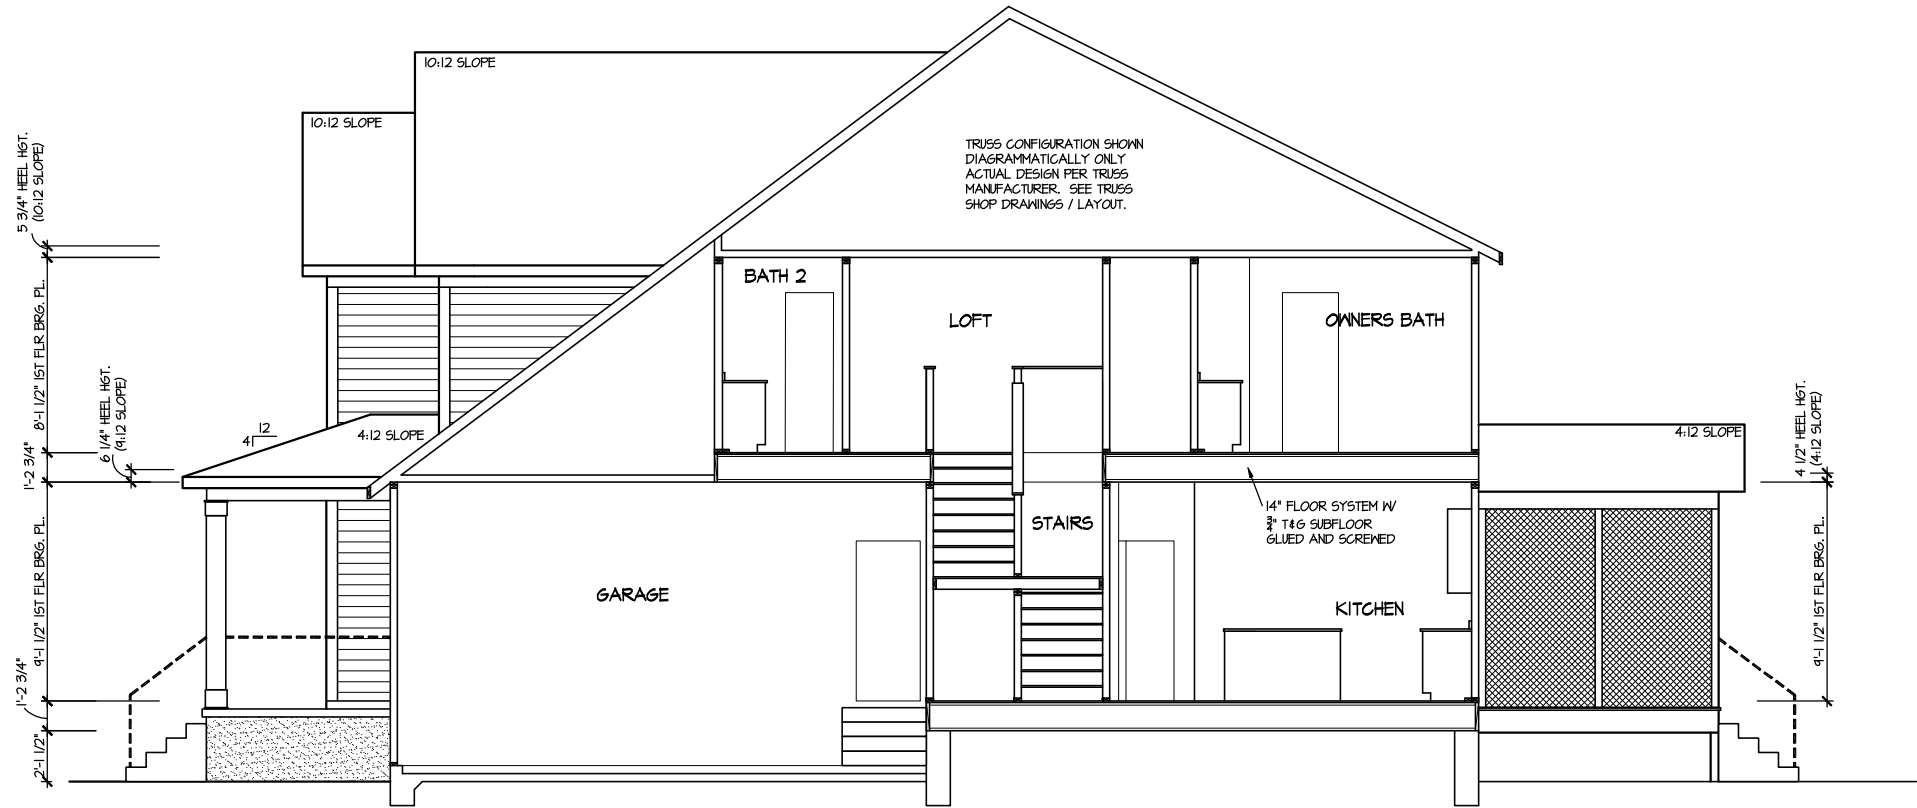 10:12 SLOPE
10:12 SLOPE
TRUSS CONFIGURATION SHOWN
DIAGRAMMATICALLY ONLY
ACTUAL DESIGN PER TRUSS
MANUFACTURER. SEE TRUSS
SHOP DRAWINGS / LAYOUT.
5 3/4" HEEL HGT.
(10:12 SLOPE)
8'-1 1/2" 1ST FLR BRG. PL.
6 1/4" HEEL HGT.
(9:12 SLOPE)
1'-2 3/4"
9'-1 1/2" 1ST FLR BRG. PL.
1'-2 3/4"
2'-1 1/2"
12
4
4:12 SLOPE
BATH 2
LOFT
OWNERS BATH
4:12 SLOPE
4 1/2" HEEL HGT.
(4:12 SLOPE)
9'-1 1/2" 1ST FLR BRG. PL.
14" FLOOR SYSTEM W/
3/4" T&G SUBFLOOR
GLUED AND SCREWED
STAIRS
GARAGE
KITCHEN